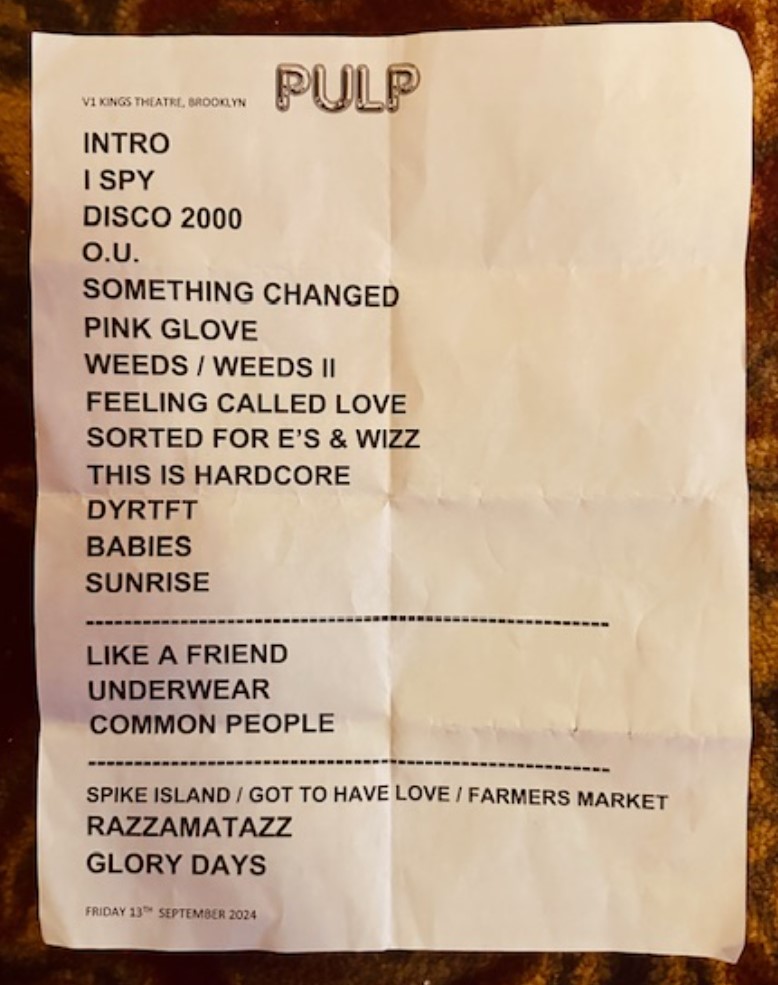 PULP
V1 KINGS THEATRE, BROOKLYN
INTRO
I SPY
DISCO 2000
O.U.
SOMETHING CHANGED
PINK GLOVE
WEEDS / WEEDS II
FEELING CALLED LOVE
SORTED FOR E'S & WIZZ
THIS IS HARDCORE
DYRTFT
BABIES
SUNRISE
---------------------------------------------------------
LIKE A FRIEND
UNDERWEAR
COMMON PEOPLE
---------------------------------------------------------
SPIKE ISLAND / GOT TO HAVE LOVE / FARMERS MARKET
RAZZAMATAZZ
GLORY DAYS
FRIDAY 13TH SEPTEMBER 2024